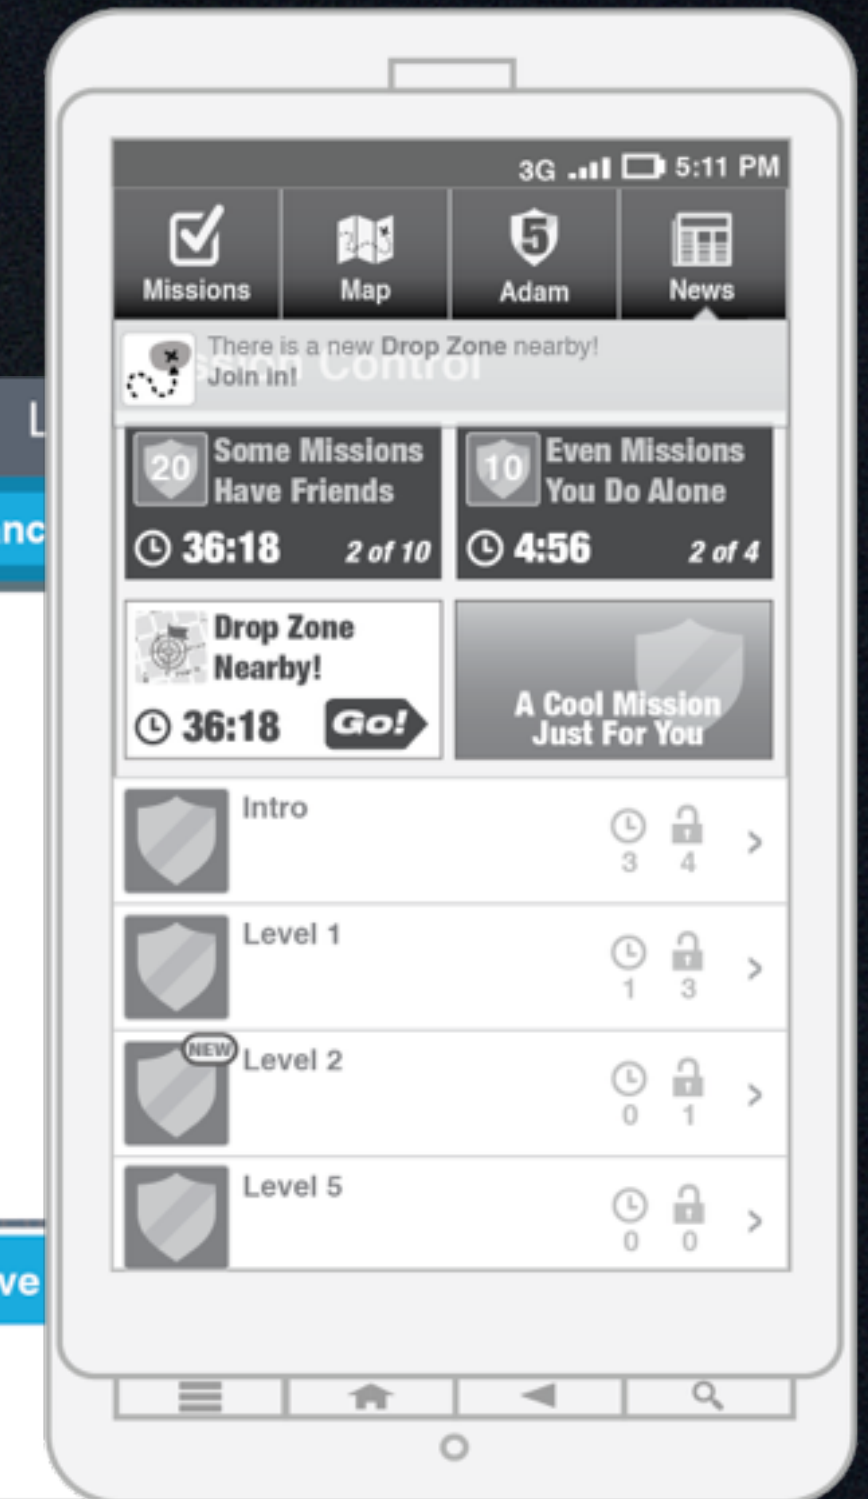 3G 5:11 PM
Missions Map 5 Adam News
There is a new Drop Zone nearby!
Join in!
Control
20 Some Missions
Have Friends
36:18 2 of 10
10 Even Missions
You Do Alone
4:56 2 of 4
Drop Zone
Nearby!
36:18 Go!
A Cool Mission
Just For You
Intro
3 4
Level 1
1 3
NEW
Level 2
0 1
Level 5
0 0